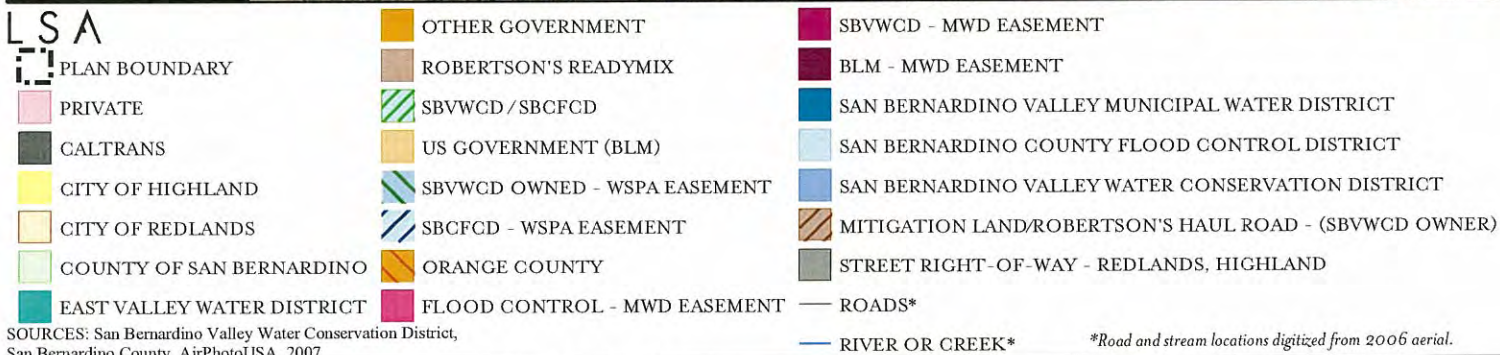 LSA
PLAN BOUNDARY
PRIVATE
CALTRANS
CITY OF HIGHLAND
CITY OF REDLANDS
COUNTY OF SAN BERNARDINO
EAST VALLEY WATER DISTRICT
OTHER GOVERNMENT
ROBERTSON'S READYMIX
SBVWCD/SBCFCD
US GOVERNMENT (BLM)
SBVWCD OWNED - WSPA EASEMENT
SBCFCD - WSPA EASEMENT
ORANGE COUNTY
FLOOD CONTROL - MWD EASEMENT
SBVWCD - MWD EASEMENT
BLM - MWD EASEMENT
SAN BERNARDINO VALLEY MUNICIPAL WATER DISTRICT
SAN BERNARDINO COUNTY FLOOD CONTROL DISTRICT
SAN BERNARDINO VALLEY WATER CONSERVATION DISTRICT
MITIGATION LAND/ROBERTSON'S HAUL ROAD - (SBVWCD OWNER)
STREET RIGHT-OF-WAY - REDLANDS, HIGHLAND
ROADS*
RIVER OR CREEK*
*Road and stream locations digitized from 2006 aerial.
SOURCES: San Bernardino Valley Water Conservation District,
San Bernardino County, AirPhotoUSA, 2007